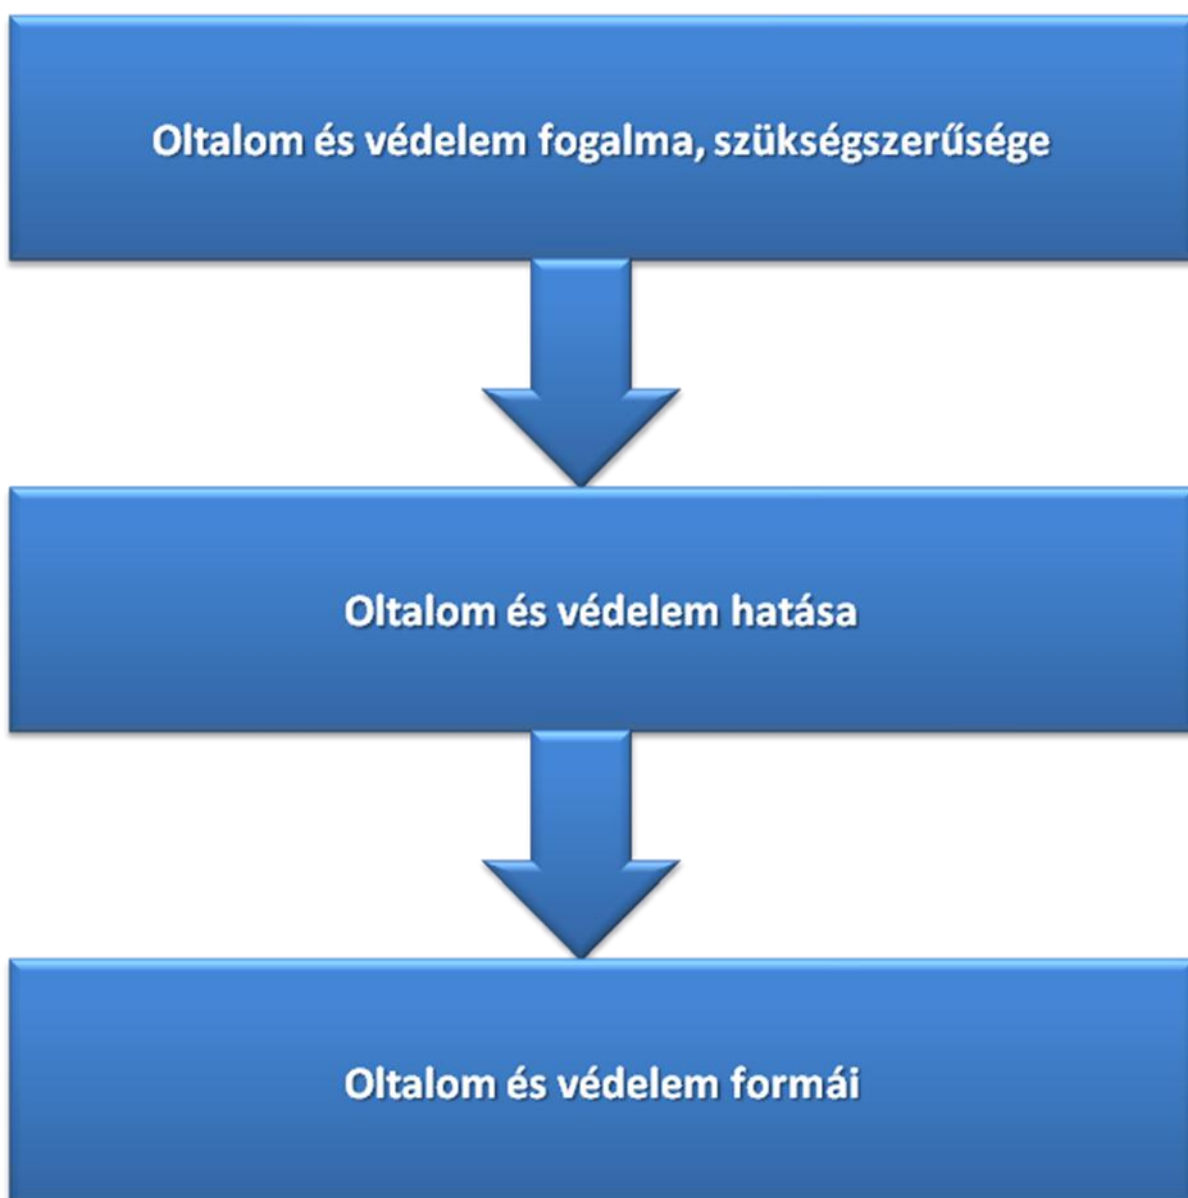 Oltalom és védelem fogalma, szükségszerűsége
Oltalom és védelem hatása
Oltalom és védelem formái